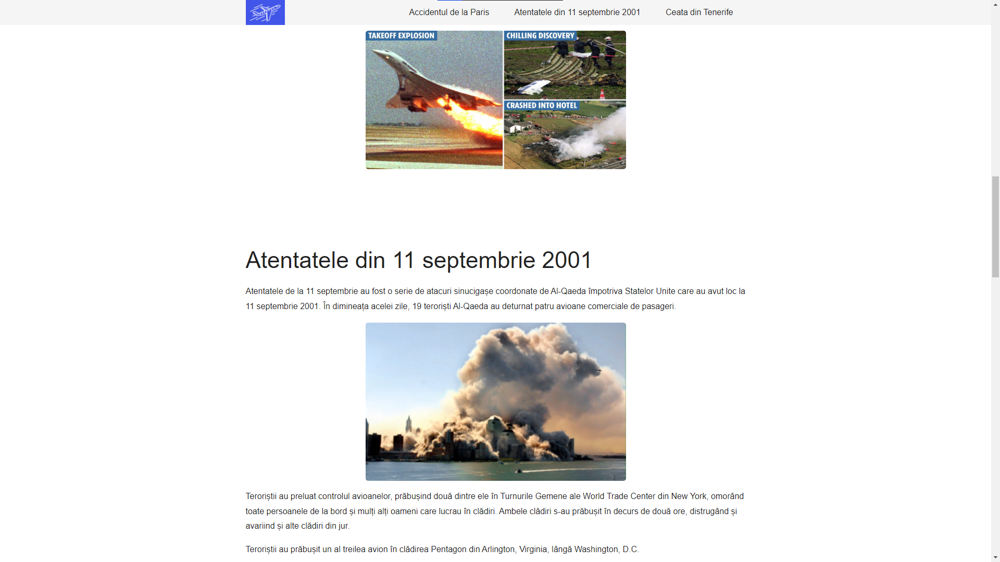 Accidentul de la Paris
Atentatele din 11 septembrie 2001
Ceata din Tenerife
TAKEOFF EXPLOSION
CHILLING DISCOVERY
CRASHED INTO HOTEL
Atentatele din 11 septembrie 2001
Atentatele de la 11 septembrie au fost o serie de atacuri sinucigașe coordonate de Al-Qaeda împotriva Statelor Unite care au avut loc la
11 septembrie 2001. În dimineața acelei zile, 19 teroriști Al-Qaeda au deturnat patru avioane comerciale de pasageri.
Teroriștii au preluat controlul avioanelor, prăbușind două dintre ele în Turnurile Gemene ale World Trade Center din New York, omorând
toate persoanele de la bord și mulți alți oameni care lucrau în clădiri. Ambele clădiri s-au prăbușit în decurs de două ore, distrugând și
avariind și alte clădiri din jur.
Teroriștii au prăbușit un al treilea avion în clădirea Pentagon din Arlington, Virginia, lângă Washington, D.C.